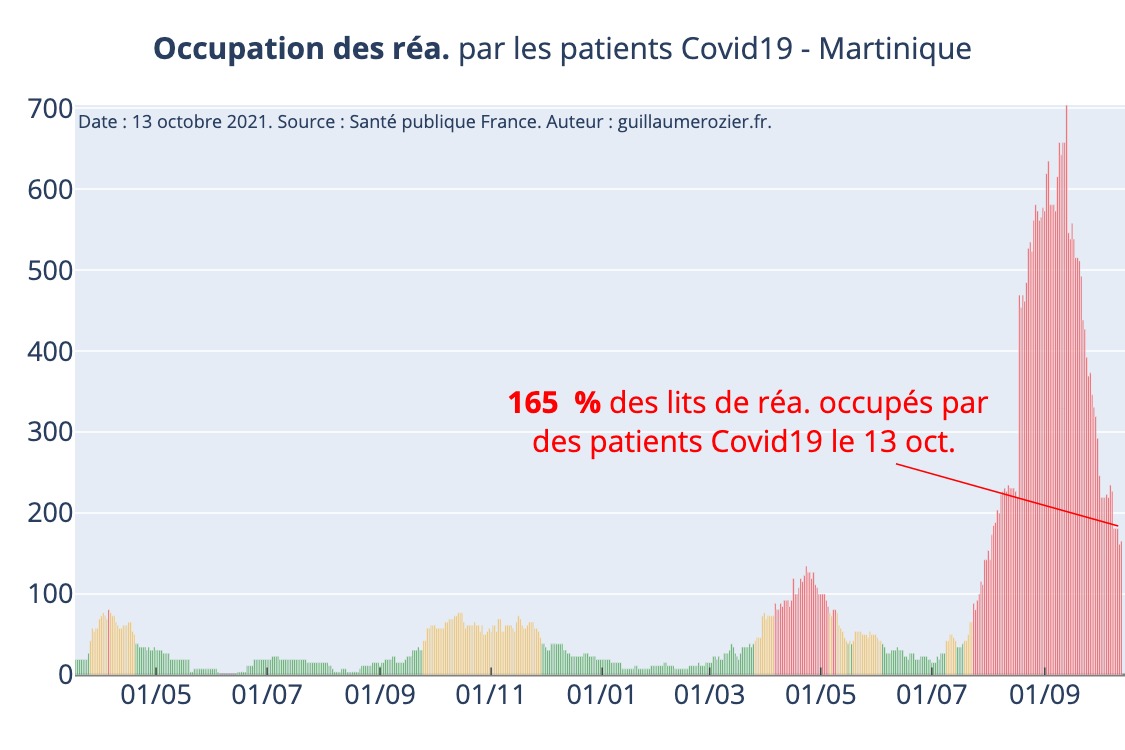 Occupation des réa. par les patients Covid19 - Martinique
700
Date : 13 octobre 2021. Source : Santé publique France. Auteur : guillaumerozier.fr.
600
500
400
165 % des lits de réa. occupés par
des patients Covid19 le 13 oct.
300
200
100
0
01/05 01/07 01/09 01/11 01/01 01/03 01/05 01/07 01/09